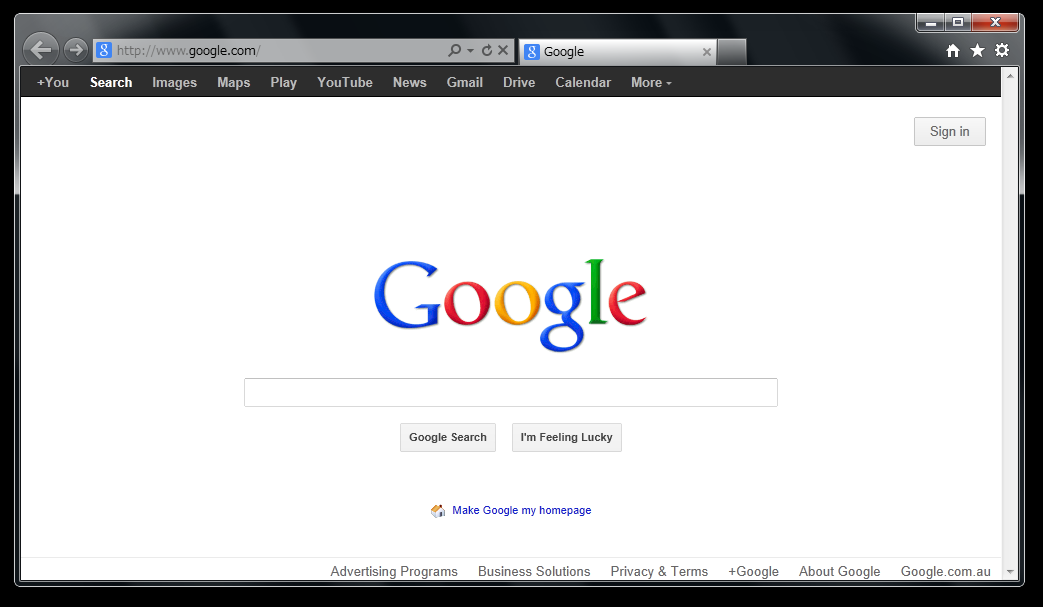 http://www.google.com/ Google
+You Search Images Maps Play YouTube News Gmail Drive Calendar More
Sign in
Google
Google Search I'm Feeling Lucky
Make Google my homepage
Advertising Programs Business Solutions Privacy & Terms +Google About Google Google.com.au